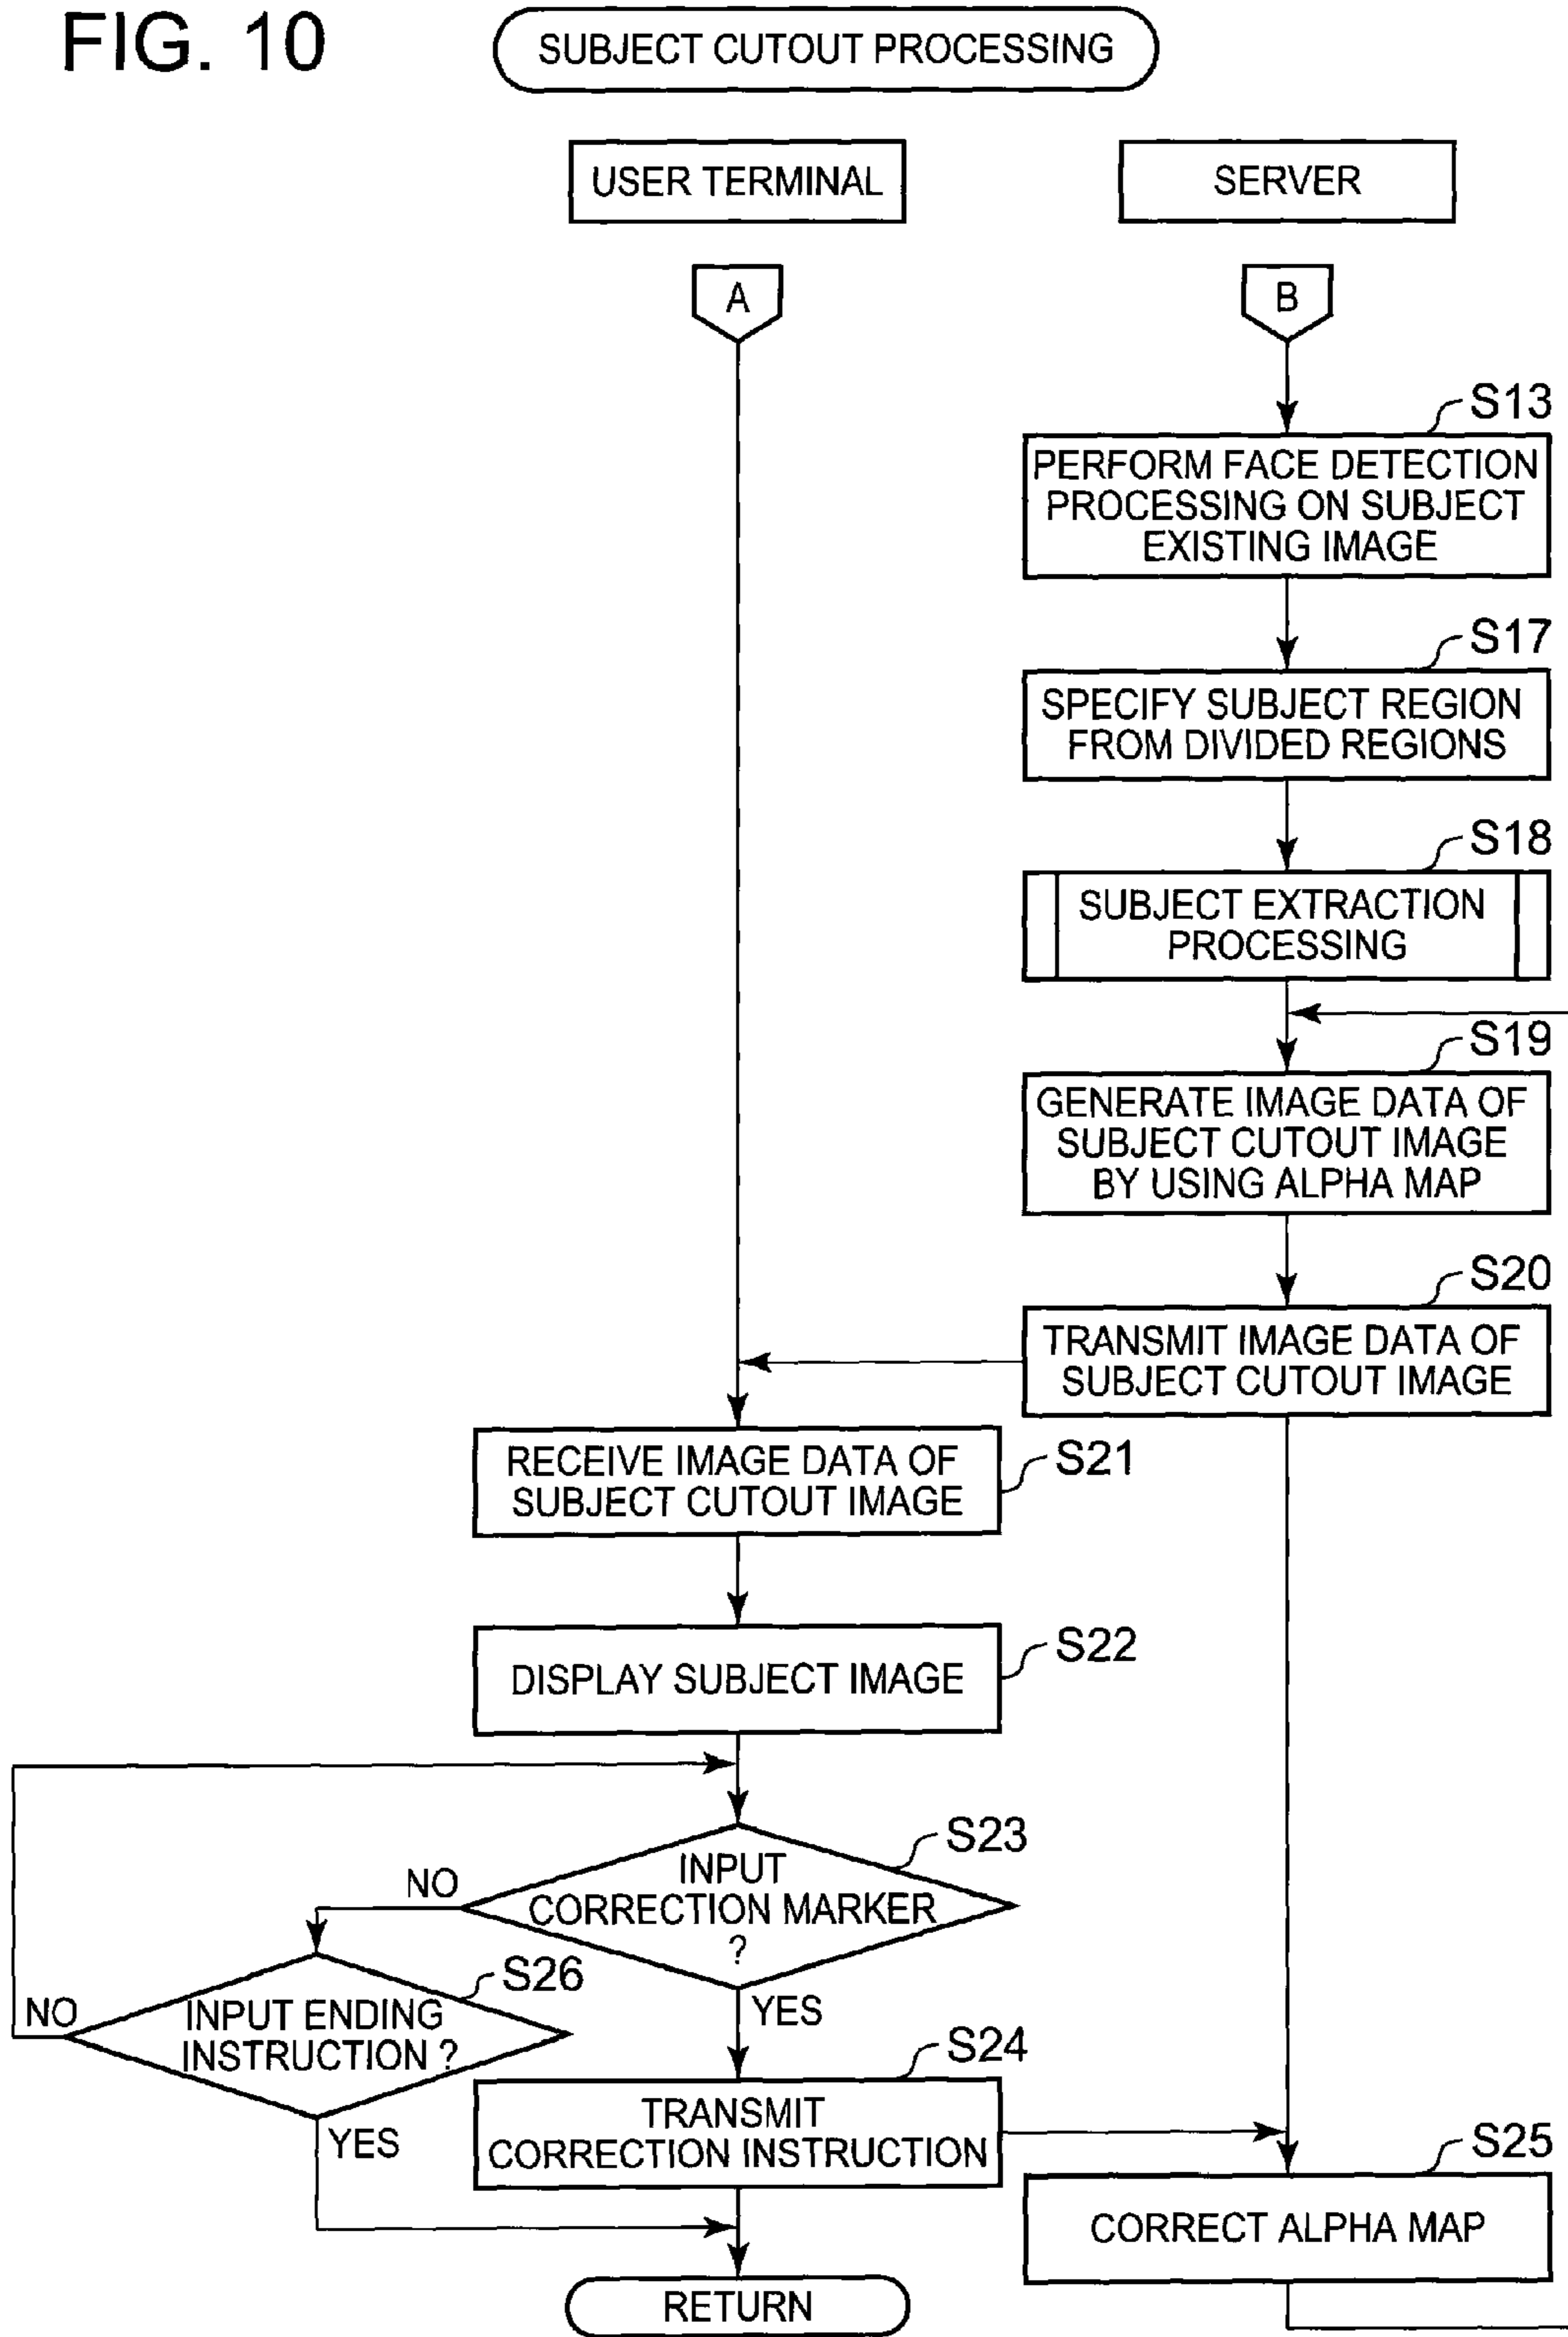 FIG. 10
SUBJECT CUTOUT PROCESSING
USER TERMINAL
SERVER
A
B
S13
PERFORM FACE DETECTION
PROCESSING ON SUBJECT
EXISTING IMAGE
S17
SPECIFY SUBJECT REGION
FROM DIVIDED REGIONS
S18
SUBJECT EXTRACTION
PROCESSING
S19
GENERATE IMAGE DATA OF
SUBJECT CUTOUT IMAGE
BY USING ALPHA MAP
S20
TRANSMIT IMAGE DATA OF
SUBJECT CUTOUT IMAGE
RECEIVE IMAGE DATA OF
SUBJECT CUTOUT IMAGE
S21
DISPLAY SUBJECT IMAGE
S22
S23
INPUT
CORRECTION MARKER
?
NO
YES
S26
INPUT ENDING
INSTRUCTION ?
NO
YES
S24
TRANSMIT
CORRECTION INSTRUCTION
S25
CORRECT ALPHA MAP
RETURN